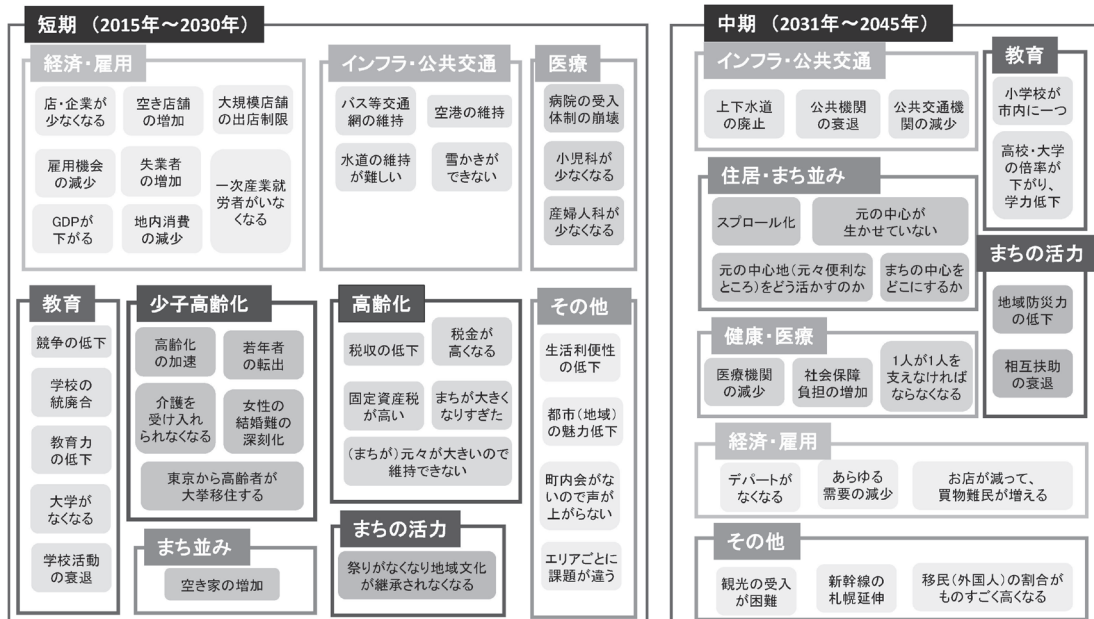 短期 （2015年～2030年）
経済・雇用
店・企業が
少なくなる
空き店舗
の増加
大規模店舗
の出店制限
雇用機会
の減少
失業者
の増加
一次産業就
労者がいな
くなる
GDPが
下がる
地内消費
の減少
インフラ・公共交通
バス等交通
網の維持
空港の維持
水道の維持
が難しい
雪かきが
できない
医療
病院の受入
体制の崩壊
小児科が
少なくなる
産婦人科が
少なくなる
教育
競争の低下
学校の
統廃合
教育力
の低下
大学が
なくなる
学校活動
の衰退
少子高齢化
高齢化
の加速
若年者
の転出
介護を
受け入れ
られなくなる
女性の
結婚難の
深刻化
東京から高齢者が
大挙移住する
まち並み
空き家の増加
高齢化
税収の低下
税金が
高くなる
固定資産税
が高い
まちが大きく
なりすぎた
（まちが）元々が大きいので
維持できない
まちの活力
祭りがなくなり地域文化
が継承されなくなる
その他
生活利便性
の低下
都市（地域）
の魅力低下
町内会がな
いので声が
上がらない
エリアごとに
課題が違う
中期 （2031年～2045年）
インフラ・公共交通
上下水道
の廃止
公共機関
の衰退
公共交通機
関の減少
教育
小学校が
市内に一つ
高校・大学
の倍率が
下がり、
学力低下
住居・まち並み
スプロール化
元の中心が
生かせていない
元の中心地（元々便利な
ところ）をどう活かすのか
まちの中心を
どこにするか
まちの活力
地域防災力
の低下
相互扶助
の衰退
健康・医療
医療機関
の減少
社会保障
負担の増加
1人が1人を
支えなければ
ならなくなる
経済・雇用
デパートが
なくなる
あらゆる
需要の減少
お店が減って、
買物難民が増える
その他
観光の受入
が困難
新幹線の
札幌延伸
移民（外国人）の割合が
ものすごく高くなる